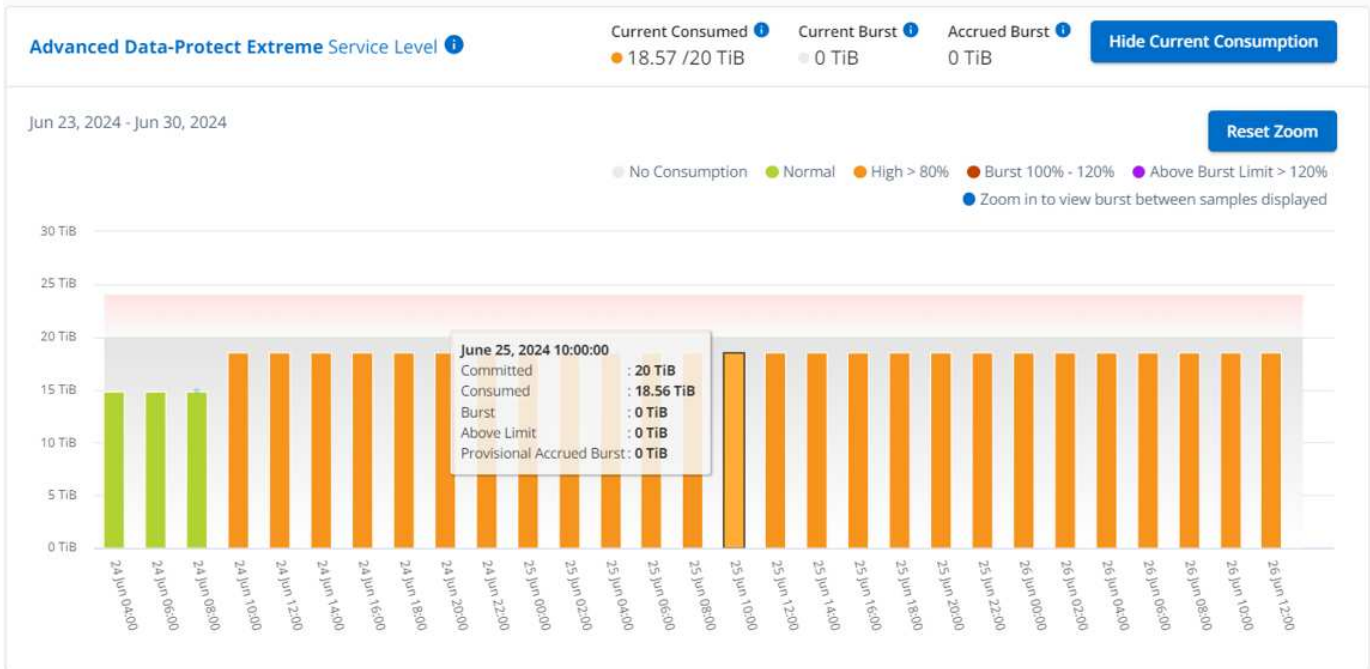 Advanced Data-Protect Extreme Service Level
Current Consumed
18.57 /20 TiB
Current Burst
0 TiB
Accrued Burst
0 TiB
Hide Current Consumption
Jun 23, 2024 - Jun 30, 2024
Reset Zoom
No Consumption Normal High > 80% Burst 100% - 120% Above Burst Limit > 120%
Zoom in to view burst between samples displayed
30 TiB
25 TiB
20 TiB
15 TiB
10 TiB
5 TiB
0 TiB
June 25, 2024 10:00:00
Committed : 20 TiB
Consumed : 18.56 TiB
Burst : 0 TiB
Above Limit : 0 TiB
Provisional Accrued Burst : 0 TiB
24 Jun 04:00
24 Jun 06:00
24 Jun 08:00
24 Jun 10:00
24 Jun 12:00
24 Jun 14:00
24 Jun 16:00
24 Jun 18:00
24 Jun 20:00
24 Jun 22:00
25 Jun 00:00
25 Jun 02:00
25 Jun 04:00
25 Jun 06:00
25 Jun 08:00
25 Jun 10:00
25 Jun 12:00
25 Jun 14:00
25 Jun 16:00
25 Jun 18:00
25 Jun 20:00
25 Jun 22:00
26 Jun 00:00
26 Jun 02:00
26 Jun 04:00
26 Jun 06:00
26 Jun 08:00
26 Jun 10:00
26 Jun 12:00